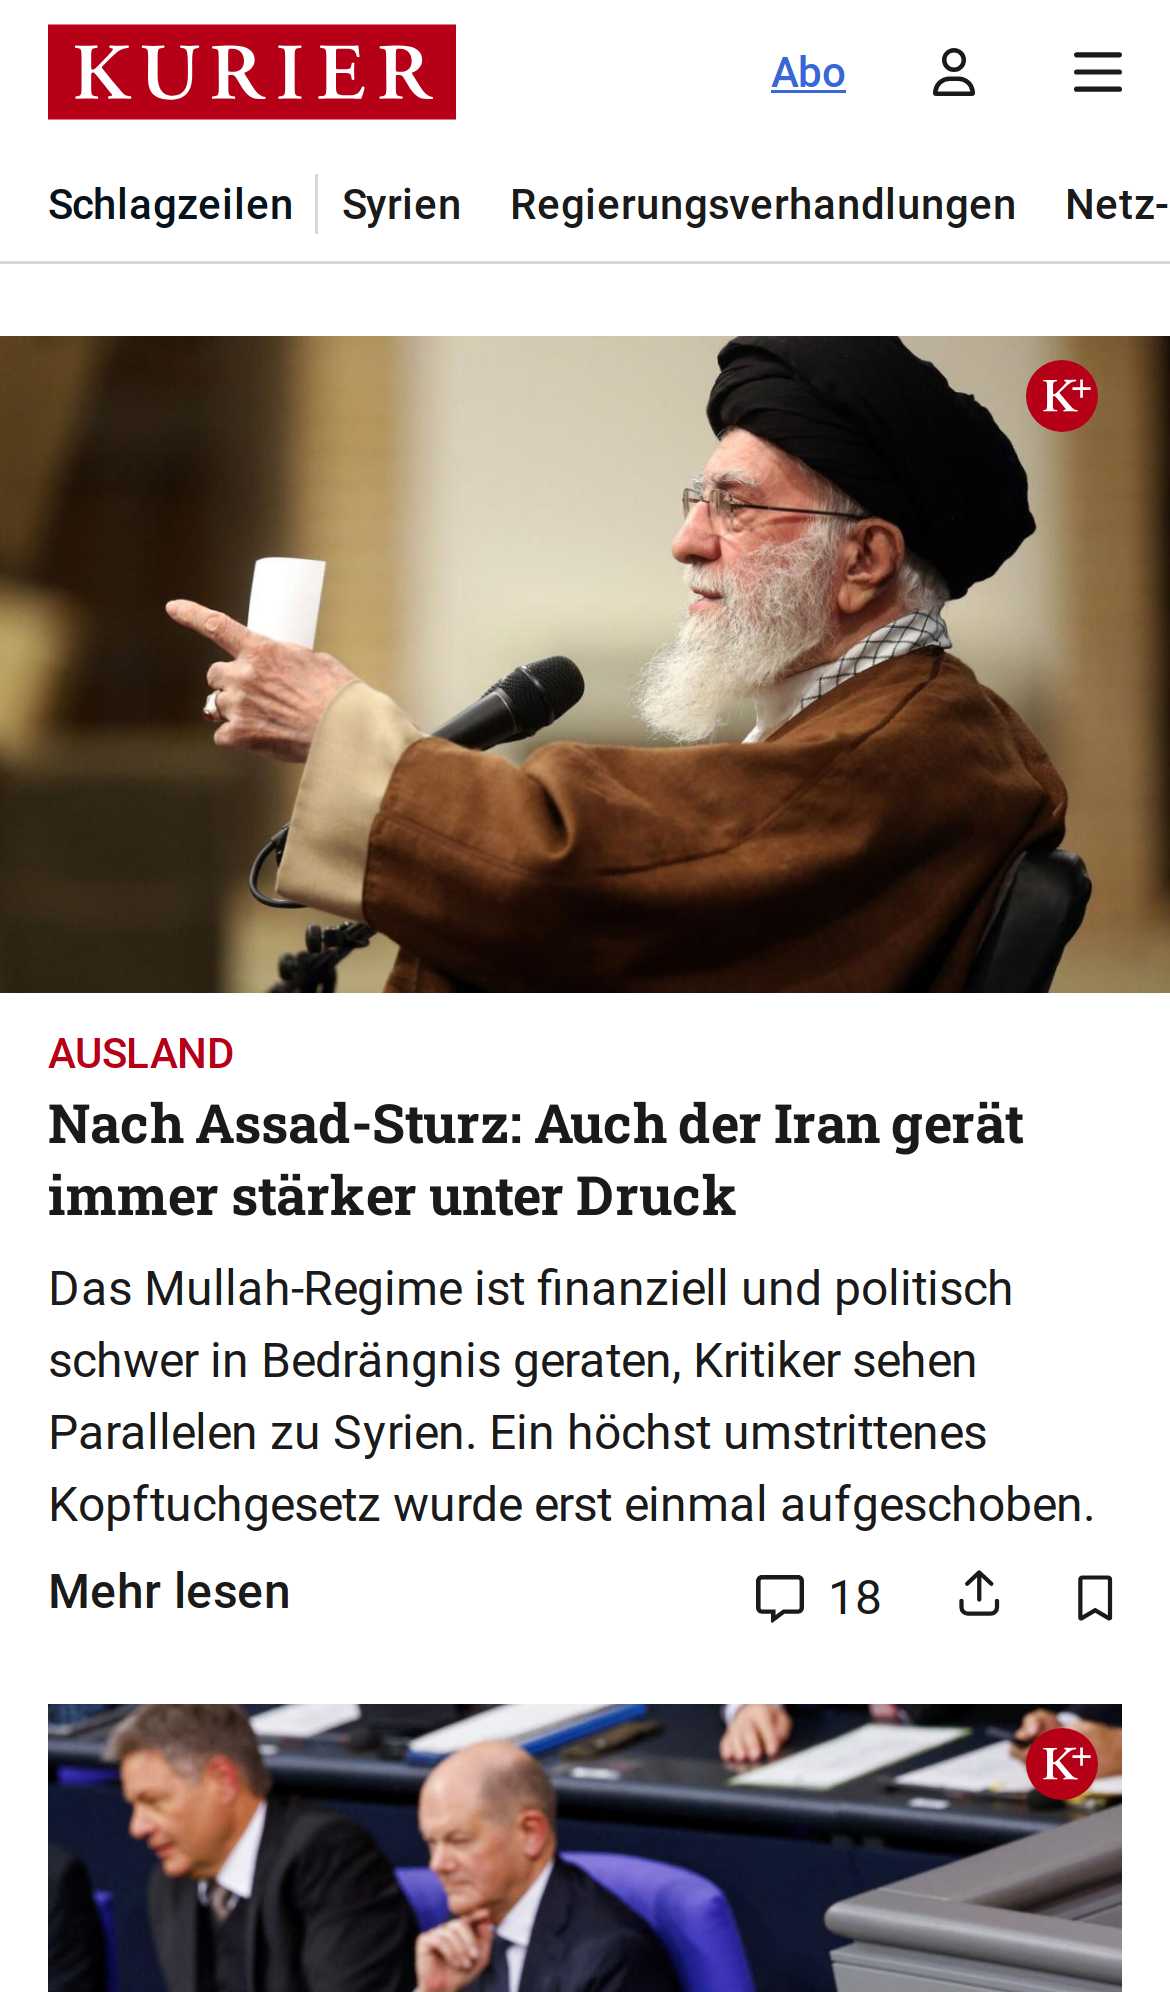 KURIER
Abo
Schlagzeilen
Syrien
Regierungsverhandlungen
Netz-
K+
AUSLAND
Nach Assad-Sturz: Auch der Iran gerät
immer stärker unter Druck
Das Mullah-Regime ist finanziell und politisch
schwer in Bedrängnis geraten, Kritiker sehen
Parallelen zu Syrien. Ein höchst umstrittenes
Kopftuchgesetz wurde erst einmal aufgeschoben.
Mehr lesen
18
K+